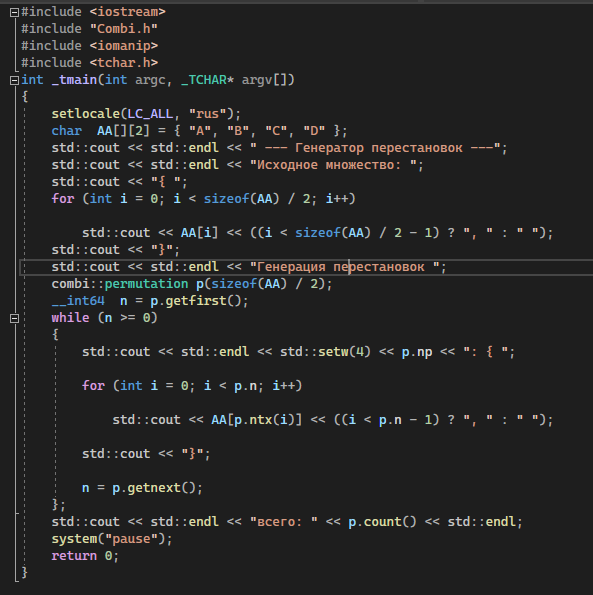 #include <iostream>
#include "Combi.h"
#include <iomanip>
#include <tchar.h>
int _tmain(int argc, _TCHAR* argv[])
{
setlocale(LC_ALL, "rus");
char  AA[][2] = { "A", "B", "C", "D" };
std::cout << std::endl << " --- Генератор перестановок ---";
std::cout << std::endl << "Исходное множество: ";
std::cout << "{ ";
for (int i = 0; i < sizeof(AA) / 2; i++)
std::cout << AA[i] << ((i < sizeof(AA) / 2 - 1) ? ", " : " ");
std::cout << "}";
std::cout << std::endl << "Генерация перестановок ";
combi::permutation p(sizeof(AA) / 2);
__int64  n = p.getfirst();
while (n >= 0)
{
std::cout << std::endl << std::setw(4) << p.np << ": { ";
for (int i = 0; i < p.n; i++)
std::cout << AA[p.ntx(i)] << ((i < p.n - 1) ? ", " : " ");
std::cout << "}";
n = p.getnext();
};
std::cout << std::endl << "всего: " << p.count() << std::endl;
system("pause");
return 0;
}